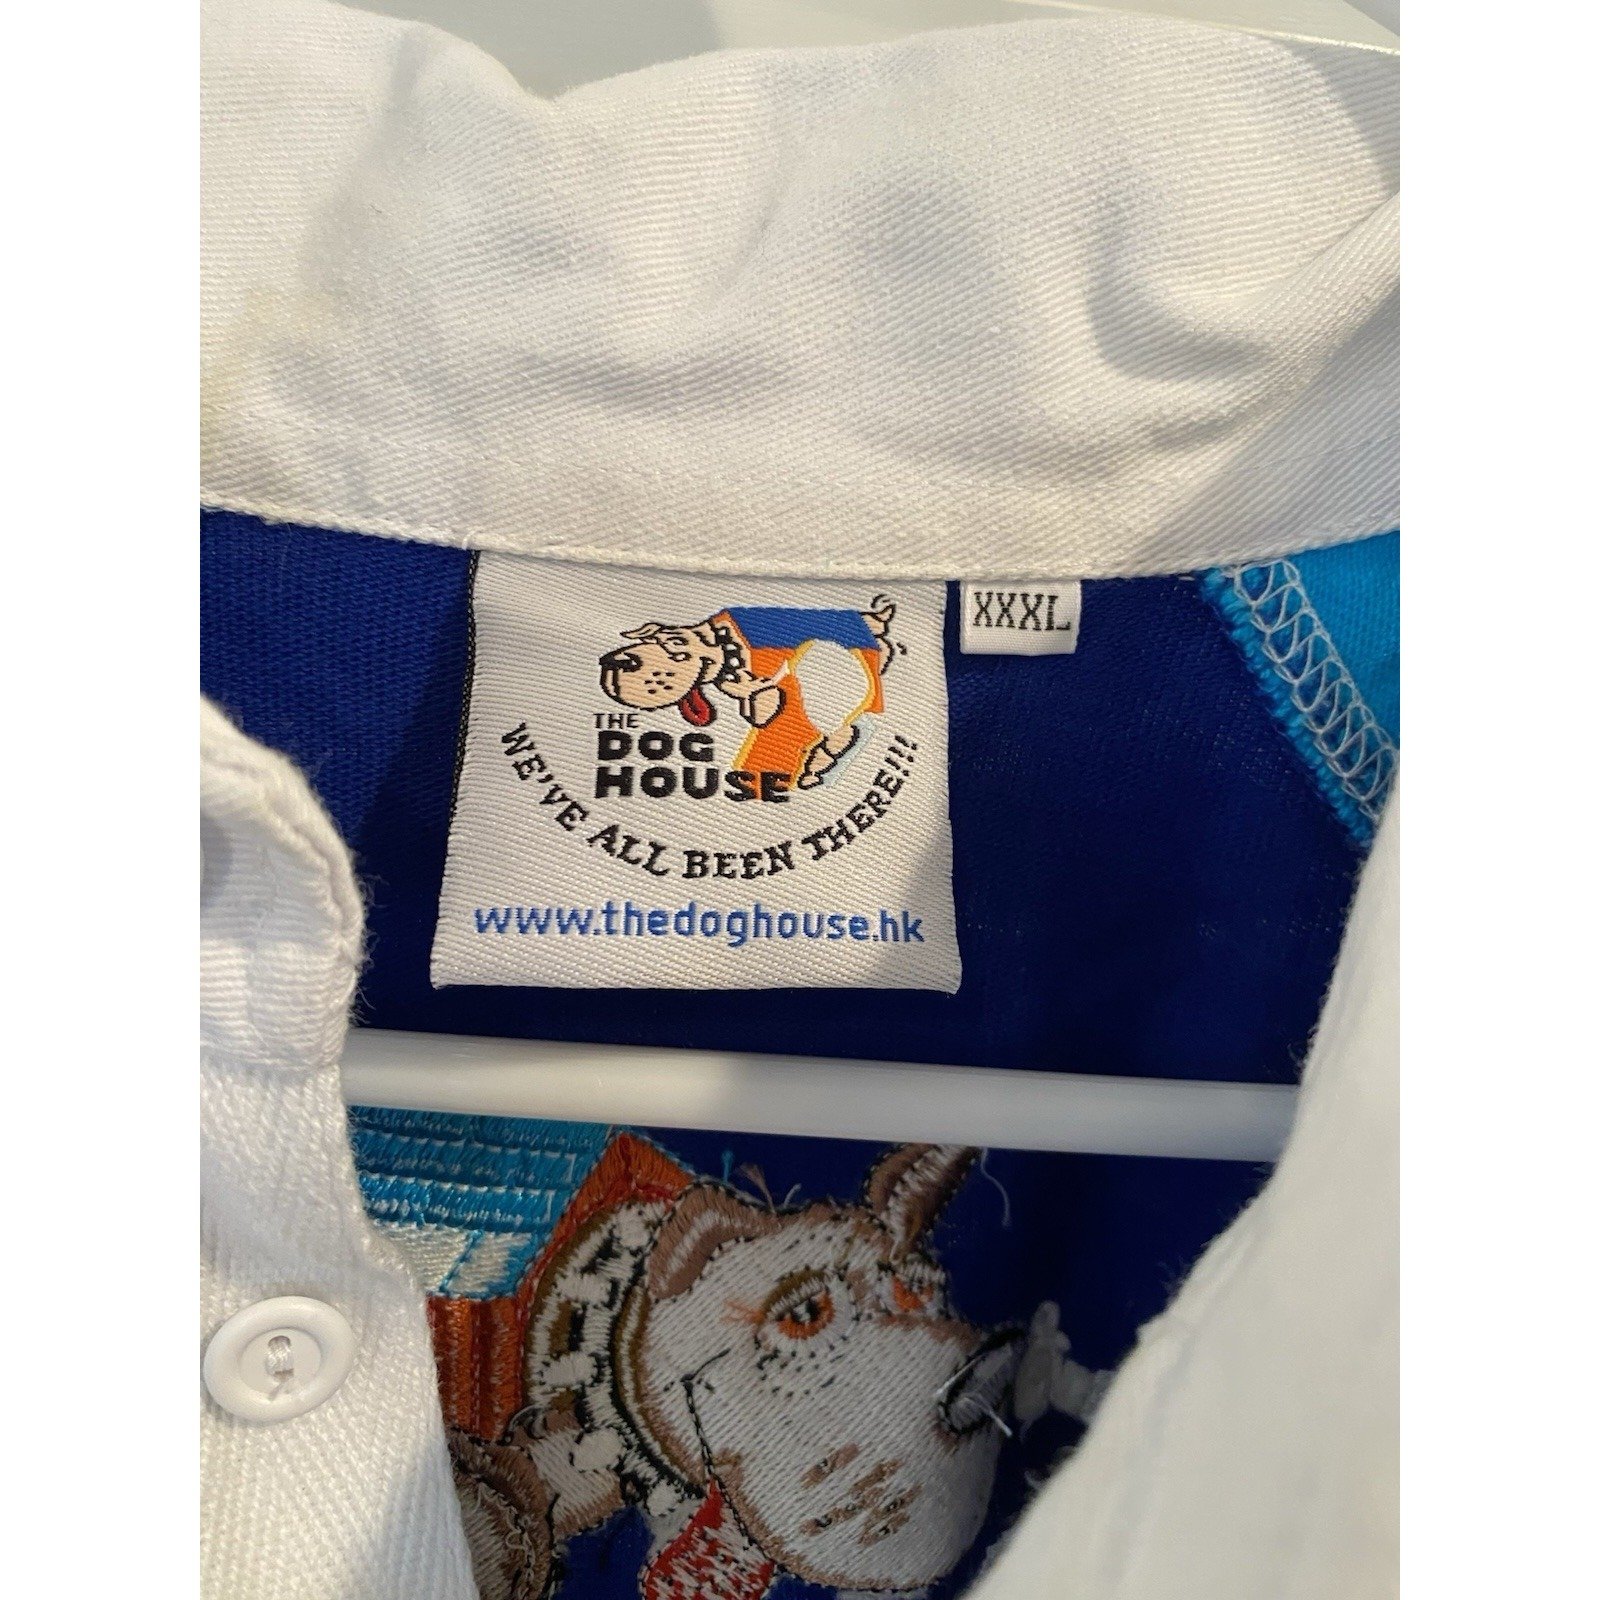 THE
DOG
HOUSE
WE'VE ALL BEEN THERE!!!
www.thedoghouse.hk
XXXL